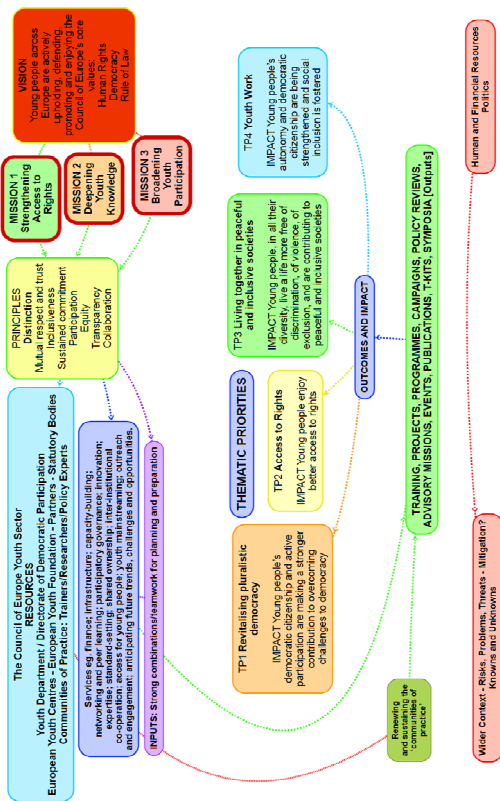 The Council of Europe Youth Sector
RESOURCES
Youth Department / Directorate of Democratic Participation
European Youth Centres - European Youth Foundation - Partners - Statutory Bodies
Communities of Practice: Trainers/Researchers/Policy Experts
Services eg. finance; infrastructure; capacity-building;
networking and peer learning; participatory governance; innovation;
expertise; standard-setting; shared ownership; inter-institutional
co-operation; access for young people; youth mainstreaming; outreach
and engagement; anticipating future trends, challenges and opportunities.
INPUTS: Strong combinations/teamwork for planning and preparation
PRINCIPLES
Distinction
Mutual respect and trust
Inclusiveness
Sustained commitment
Participation
Equity
Transparency
Collaboration
MISSION 1
Strengthening
Access to
Rights
MISSION 2
Deepening
Youth
Knowledge
MISSION 3
Broadening
Youth
Participation
VISION
Young people across
Europe are actively
upholding, defending,
promoting and enjoying the
Council of Europe's core
values:
Human Rights
Democracy
Rule of Law
THEMATIC PRIORITIES
TP1 Revitalising pluralistic
democracy
IMPACT Young people's
democratic citizenship and active
participation are making a stronger
contribution to overcoming
challenges to democracy
TP2 Access to Rights
IMPACT Young people enjoy
better access to rights
TP3 Living together in peaceful
and inclusive societies
IMPACT Young people, in all their
diversity, live a life more free of
discrimination, of violence, of
exclusion, and are contributing to
peaceful and inclusive societies
TP4 Youth Work
IMPACT Young people's
autonomy and democratic
citizenship are being
strengthened and social
inclusion is fostered
OUTCOMES AND IMPACT
Renewing
and sustaining the
'communities of
practice'
TRAINING, PROJECTS, PROGRAMMES, CAMPAIGNS, POLICY REVIEWS,
ADVISORY MISSIONS, EVENTS, PUBLICATIONS, T-KITS, SYMPOSIA [Outputs]
Wider Context - Risks, Problems, Threats - Mitigation?
Knowns and Unknowns
Human and Financial Resources
Politics